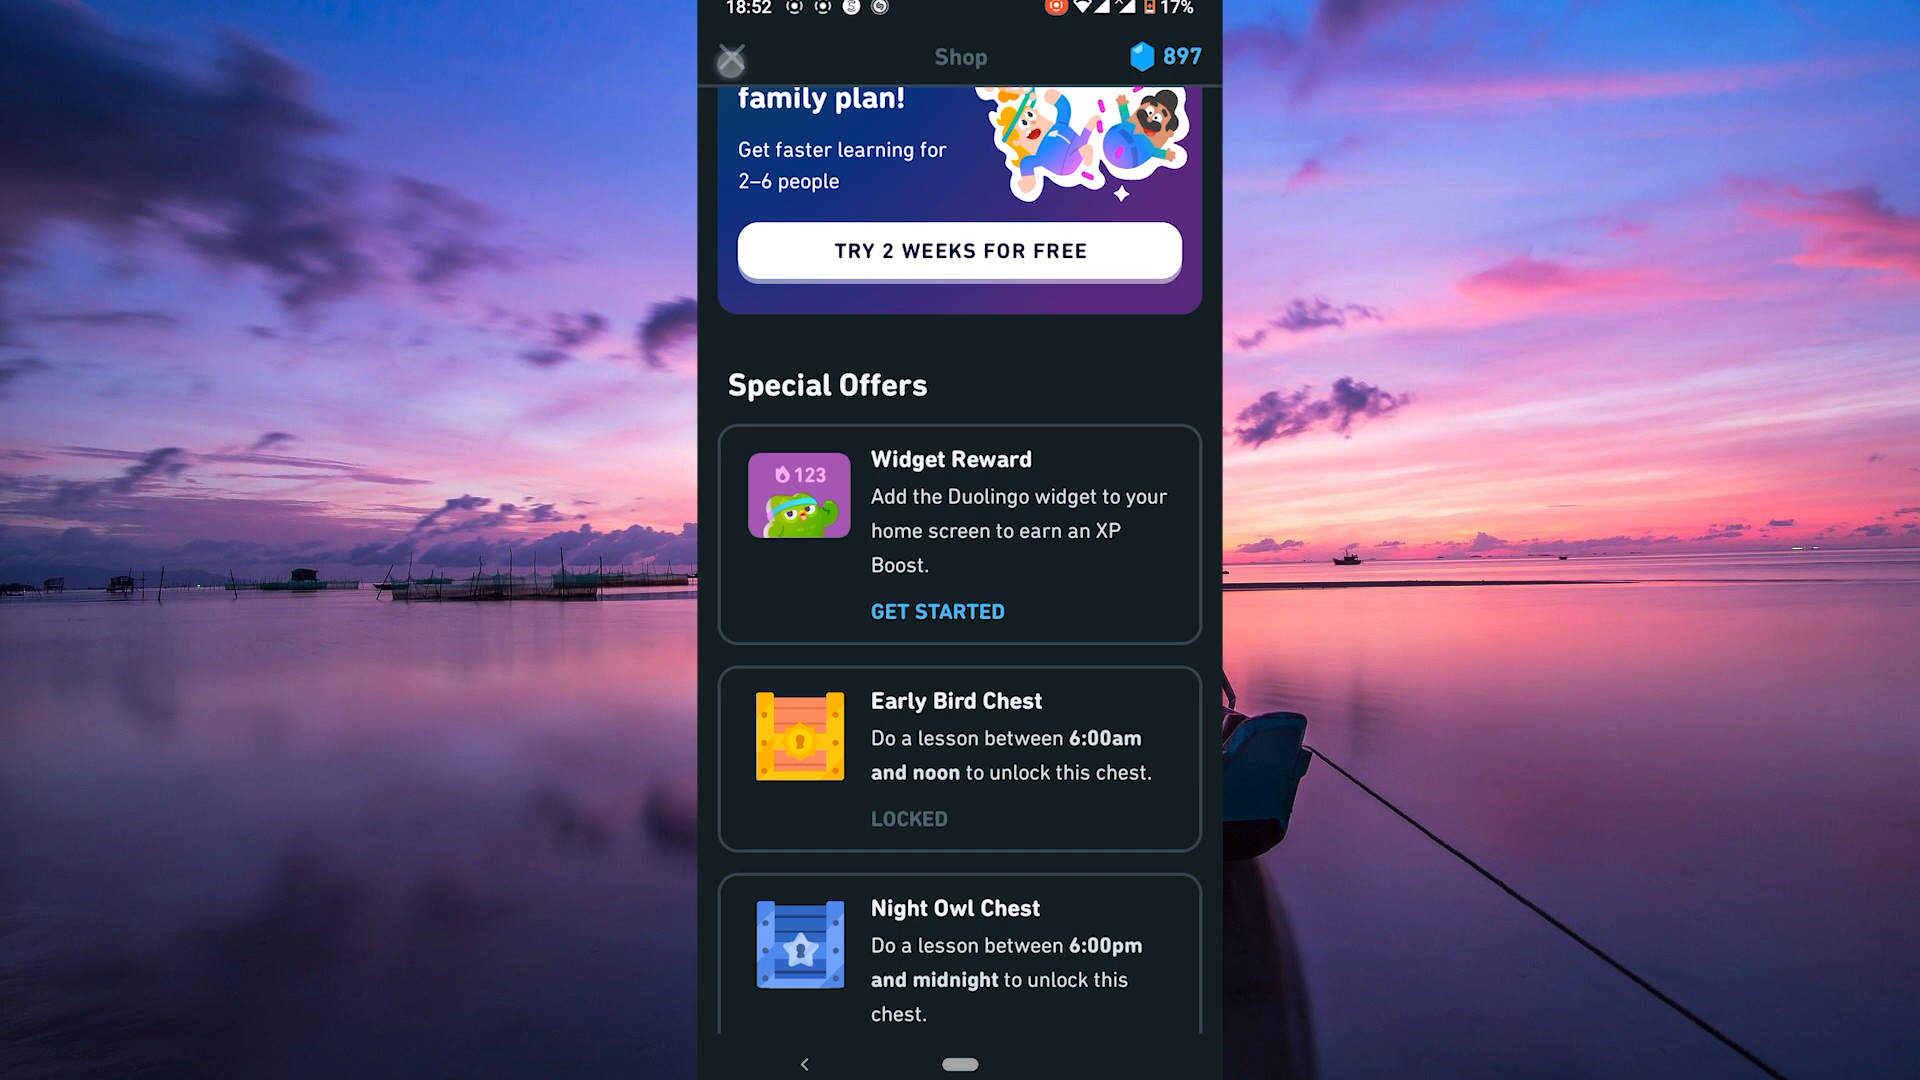 18:52
17%
Shop
897
family plan!
Get faster learning for
2–6 people
TRY 2 WEEKS FOR FREE
Special Offers
123
Widget Reward
Add the Duolingo widget to your
home screen to earn an XP
Boost.
GET STARTED
Early Bird Chest
Do a lesson between 6:00am
and noon to unlock this chest.
LOCKED
Night Owl Chest
Do a lesson between 6:00pm
and midnight to unlock this
chest.